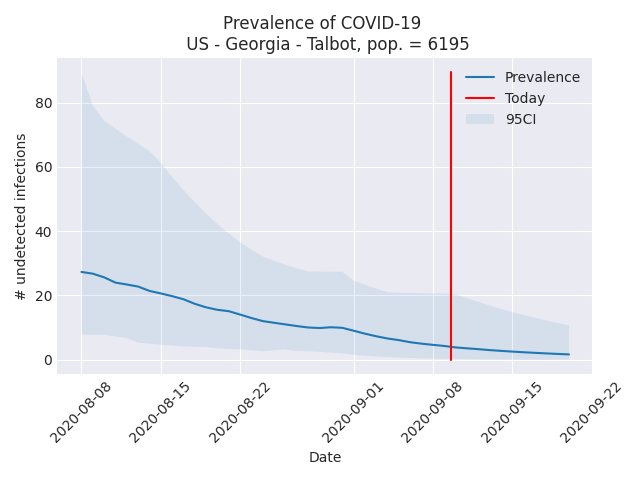 Prevalence of COVID-19
US - Georgia - Talbot, pop. = 6195
Prevalence
Today
95CI
# undetected infections
80
60
40
20
0
2020-08-08
2020-08-15
2020-08-22
2020-09-01
2020-09-08
2020-09-15
2020-09-22
Date